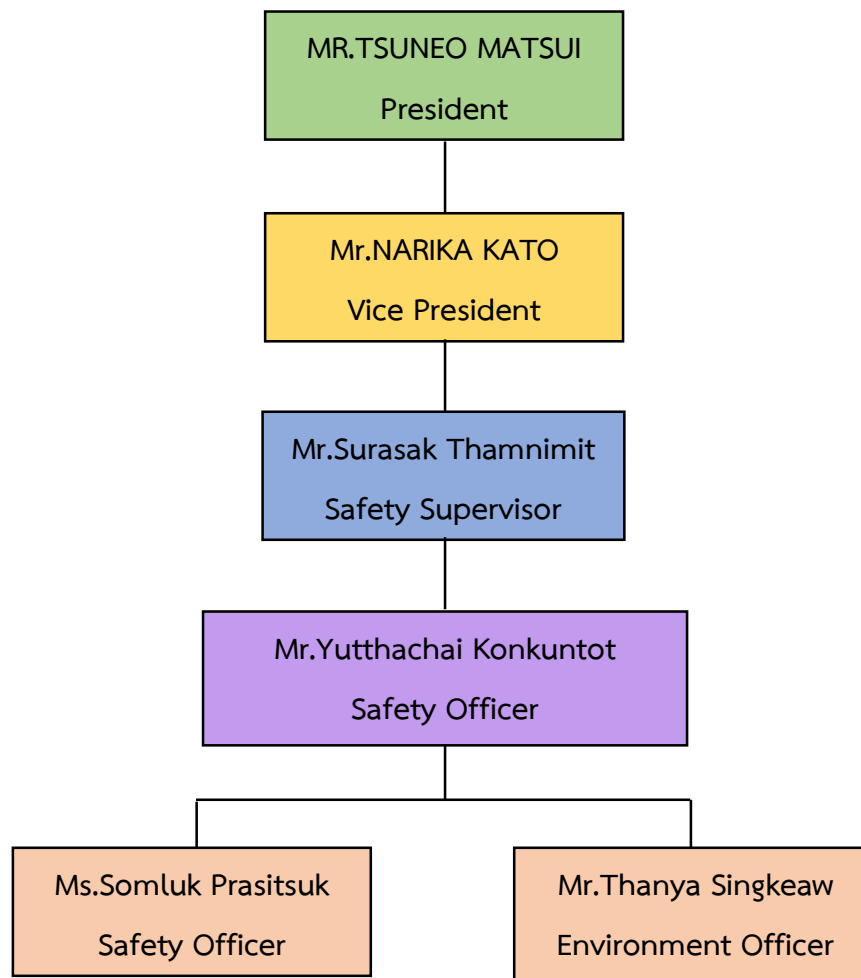 MR.TSUNEO MATSUI
President
Mr.NARIKA KATO
Vice President
Mr.Surasak Thamnimit
Safety Supervisor
Mr.Yutthachai Konkuntot
Safety Officer
Ms.Somluk Prasitsuk
Safety Officer
Mr.Thanya Singkeaw
Environment Officer